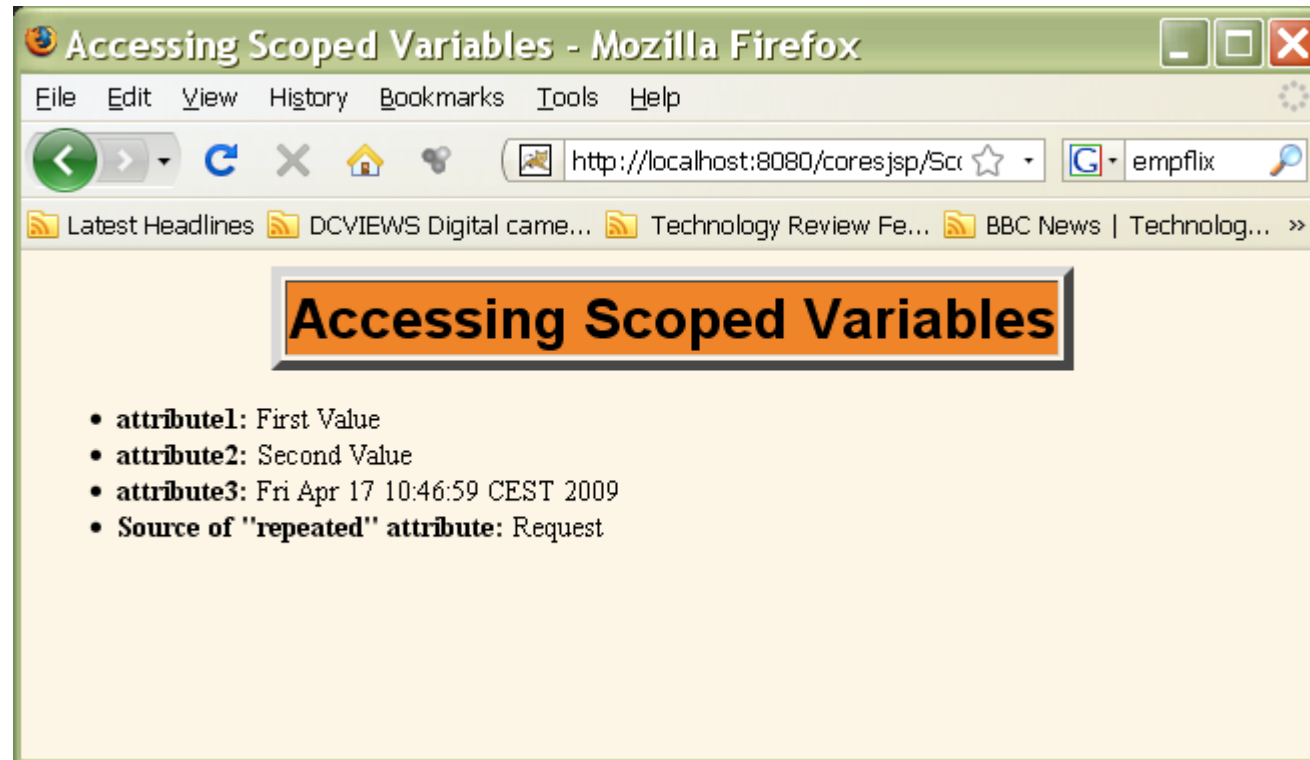 Accessing Scoped Variables - Mozilla Firefox
File Edit View History Bookmarks Tools Help
http://localhost:8080/coresjsp/Sc G empflix
Latest Headlines DCVIEWS Digital came... Technology Review Fe... BBC News | Technolog... »
Accessing Scoped Variables
• attribute1: First Value
• attribute2: Second Value
• attribute3: Fri Apr 17 10:46:59 CEST 2009
• Source of "repeated" attribute: Request